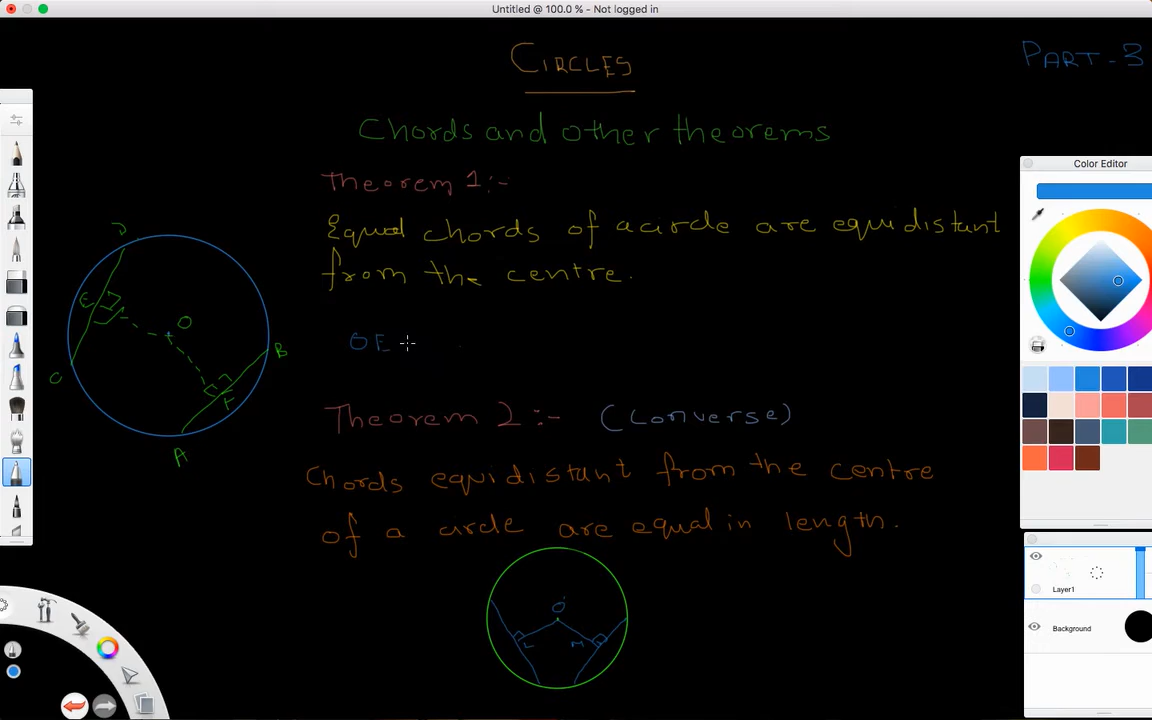 Untitled @ 100.0 % - Not logged in
CIRCLES
PART-3
Chords and other theorems
Color Editor
Theorem 1:-
Equal chords of a circle are equidistant
from the centre.
D
E
O
B
C
F
A
OE
Theorem 2:- (Converse)
Chords equidistant from the centre
of a circle are equal in length.
O
L
M
Layer1
Background